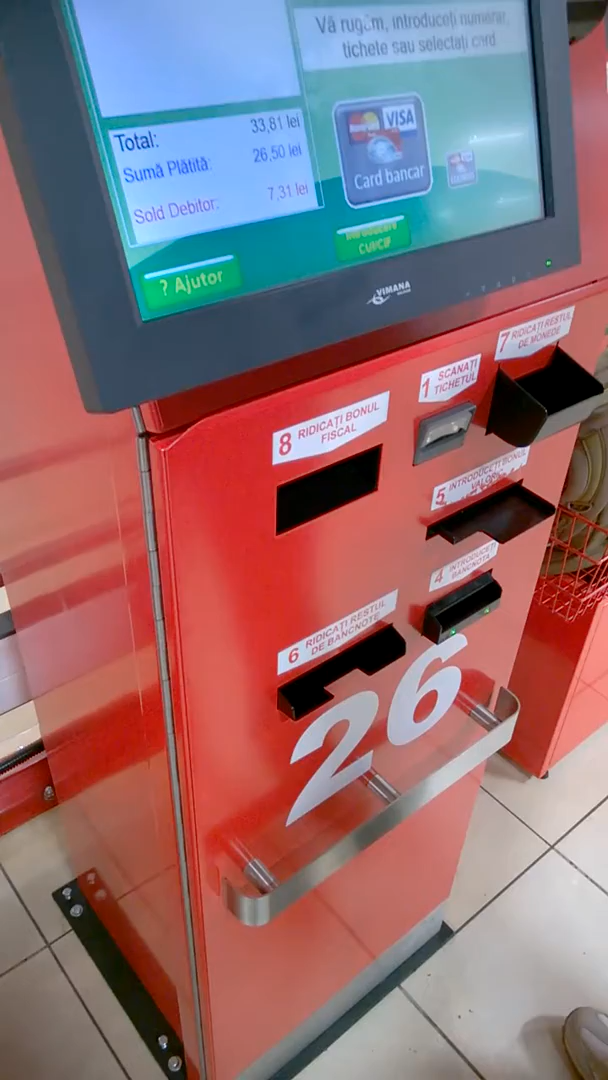 Vă rugăm, introduceți numerar,
tichete sau selectați card.
Total: 33,81 lei
Sumă Plătită: 26,50 lei
Sold Debitor: 7,31 lei
VISA
Card bancar
? Ajutor
VIMANA
7 RIDICAȚI RESTUL
DE MONEDE
1 SCANAȚI
TICHETUL
8 RIDICAȚI BONUL
FISCAL
5 INTRODUCEȚI BONUL
4 INTRODUCEȚI
BANCNOTA
6 RIDICAȚI RESTUL
DE BANCNOTE
26